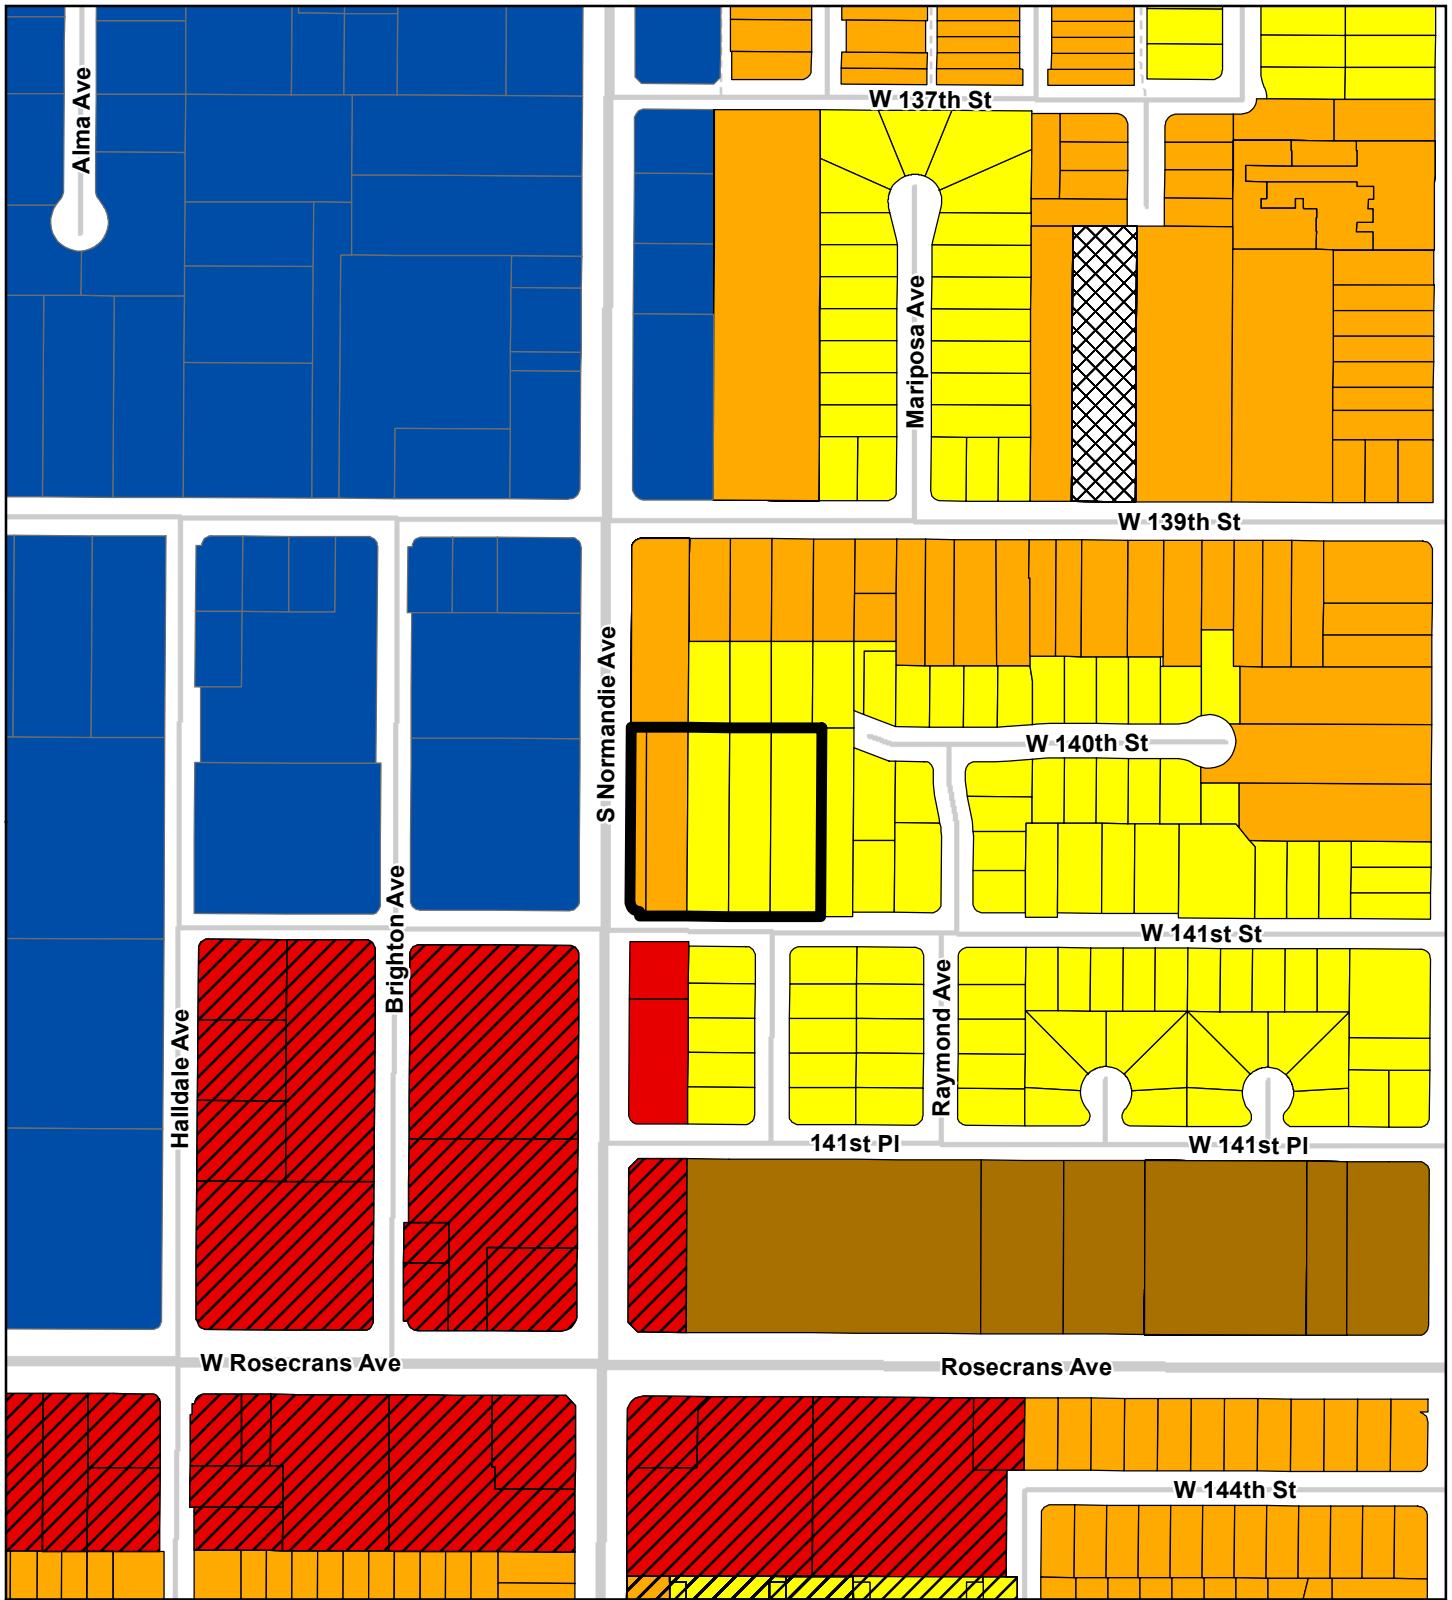 Alma Ave
W 137th St
Mariposa Ave
W 139th St
S Normandie Ave
W 140th St
Brighton Ave
W 141st St
Halldale Ave
Raymond Ave
141st Pl
W 141st Pl
W Rosecrans Ave
Rosecrans Ave
W 144th St